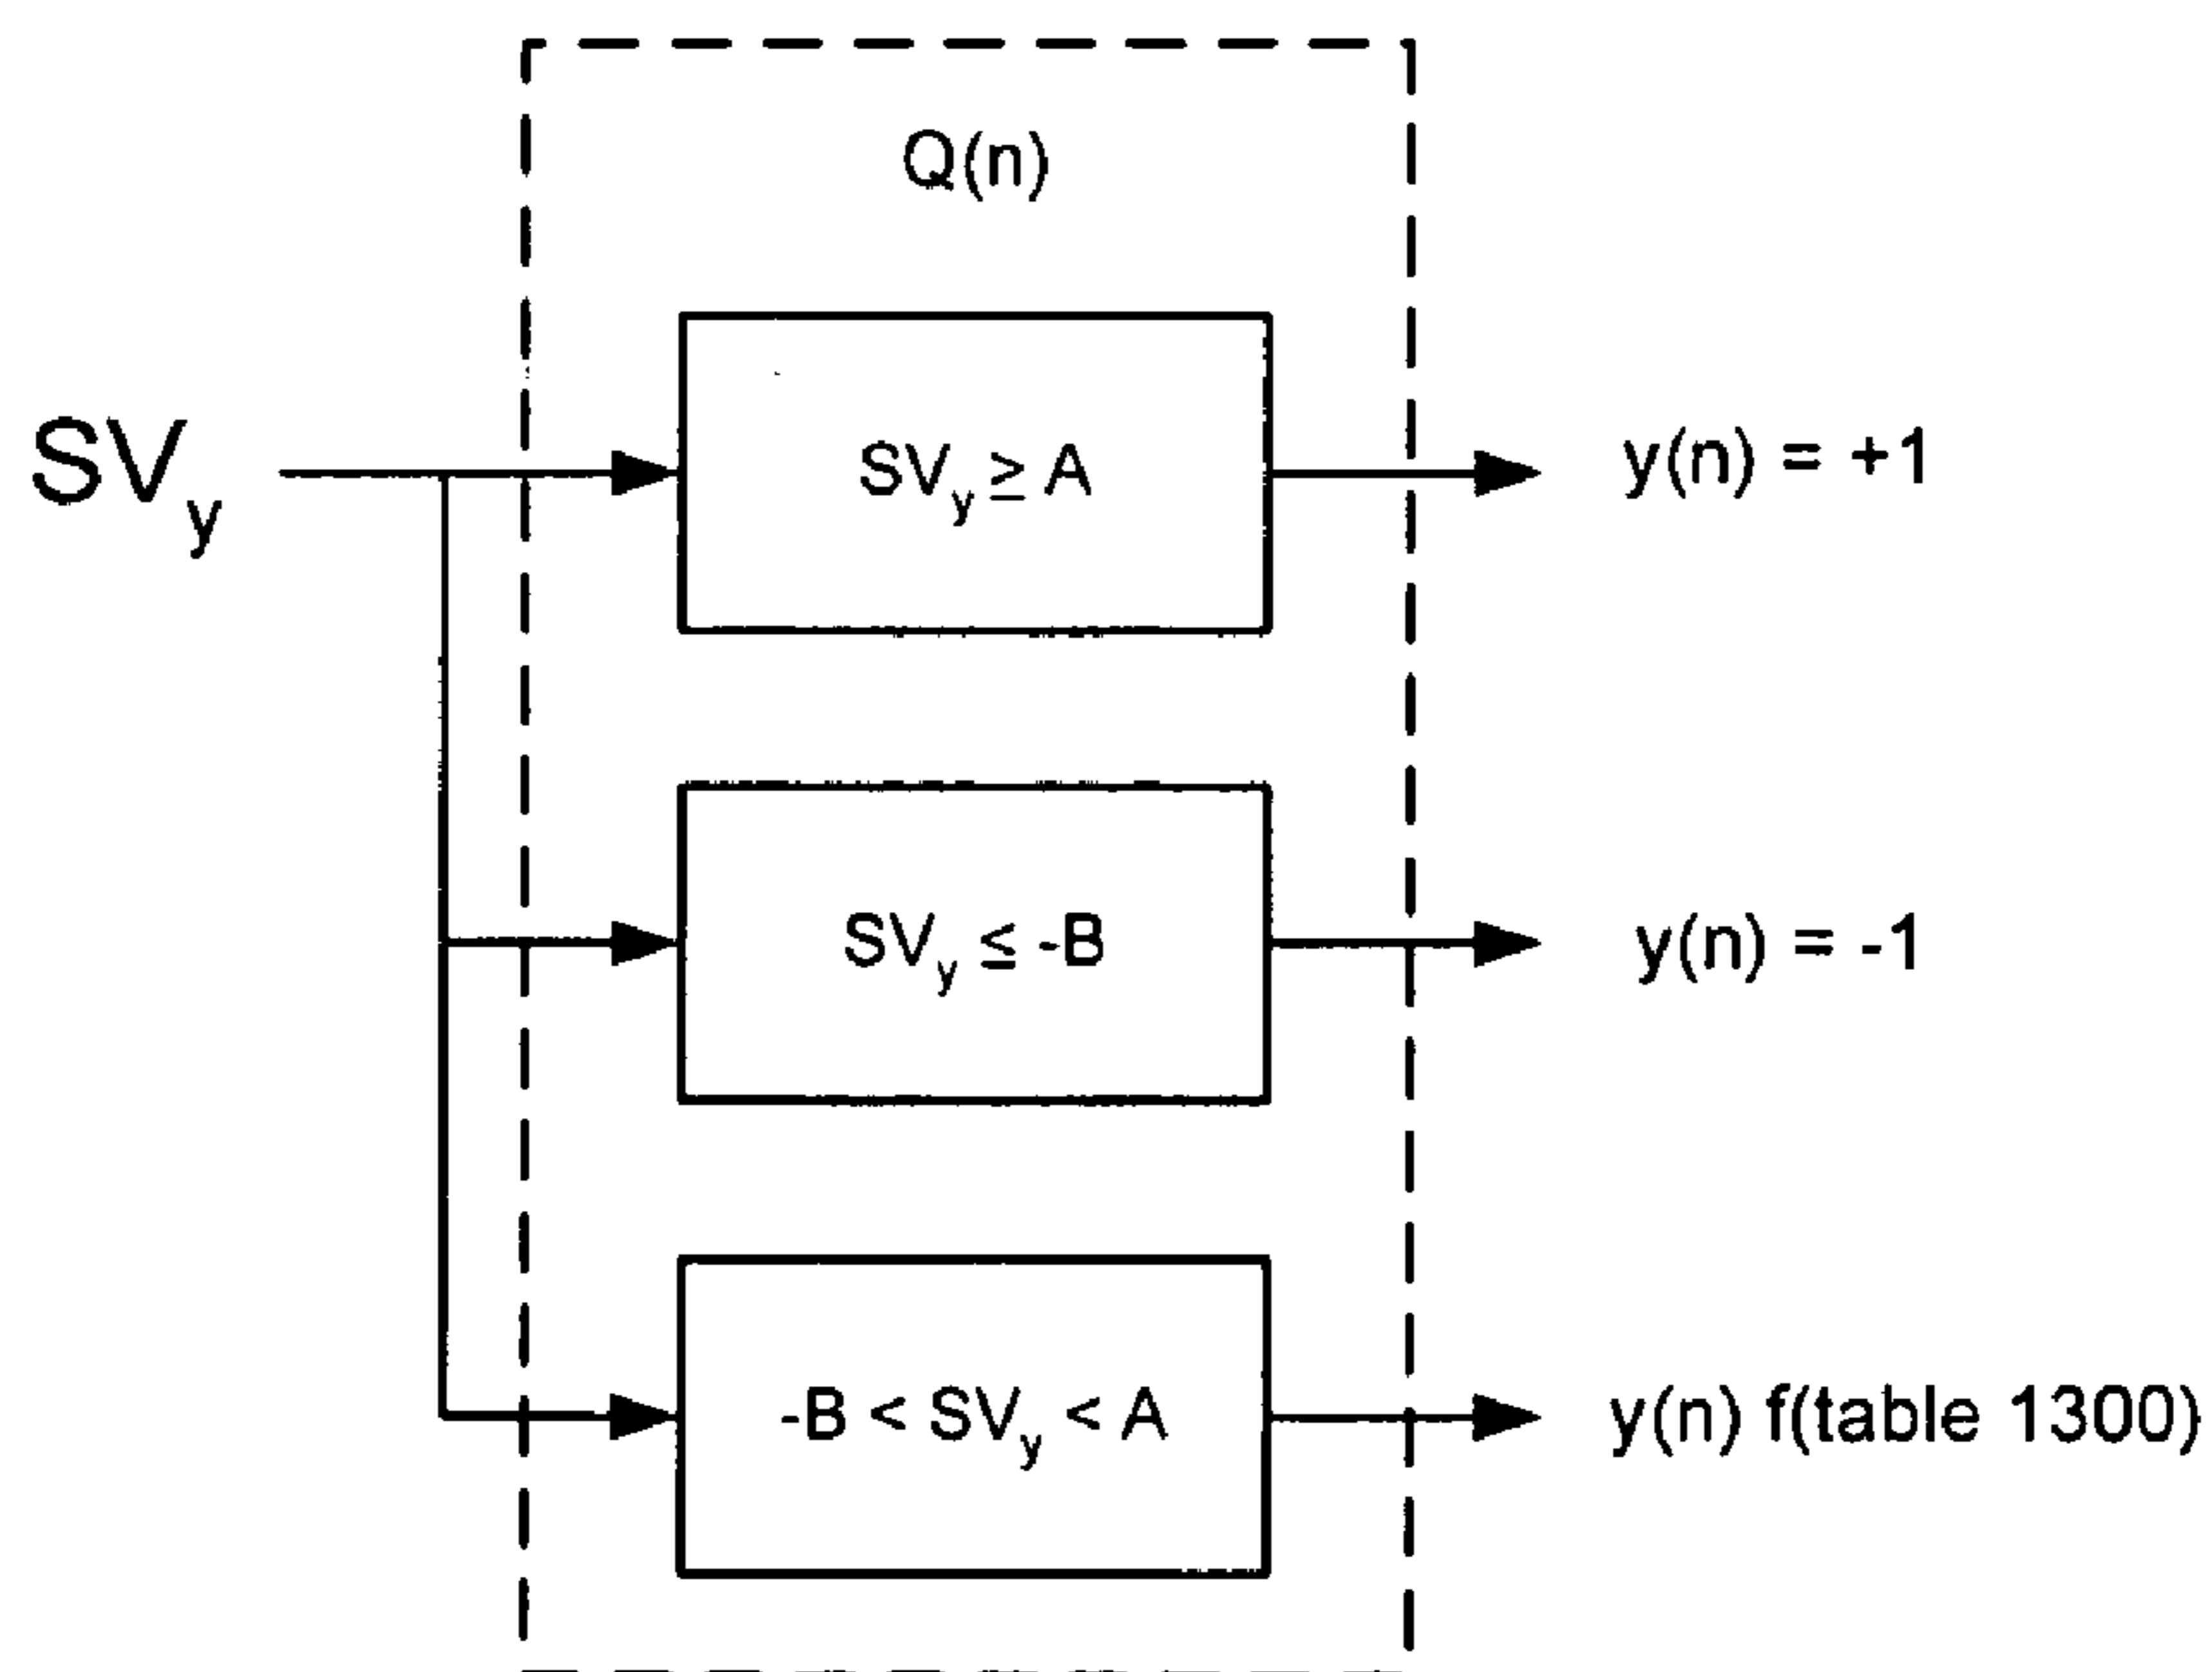 Q(n)
SVy
SVy ≥ A
y(n) = +1
SVy ≤ -B
y(n) = -1
-B < SVy < A
y(n) f(table 1300)